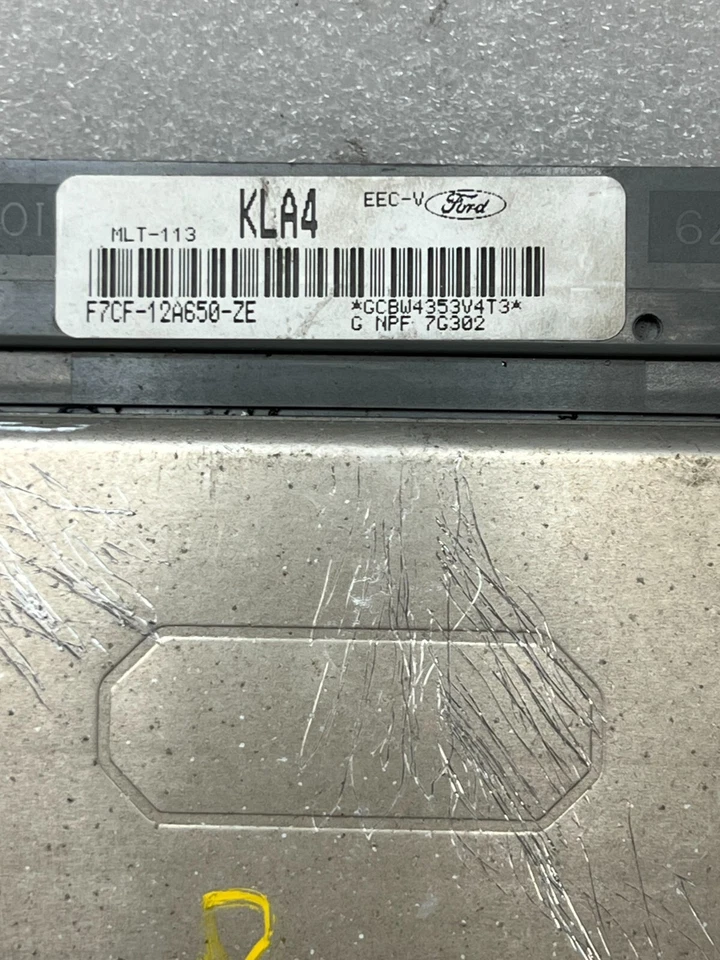 KLA4
EEC-V Ford
MLT-113
F7CF-12A650-ZE
*GCBW4353V4T3*
G NPF 7G302